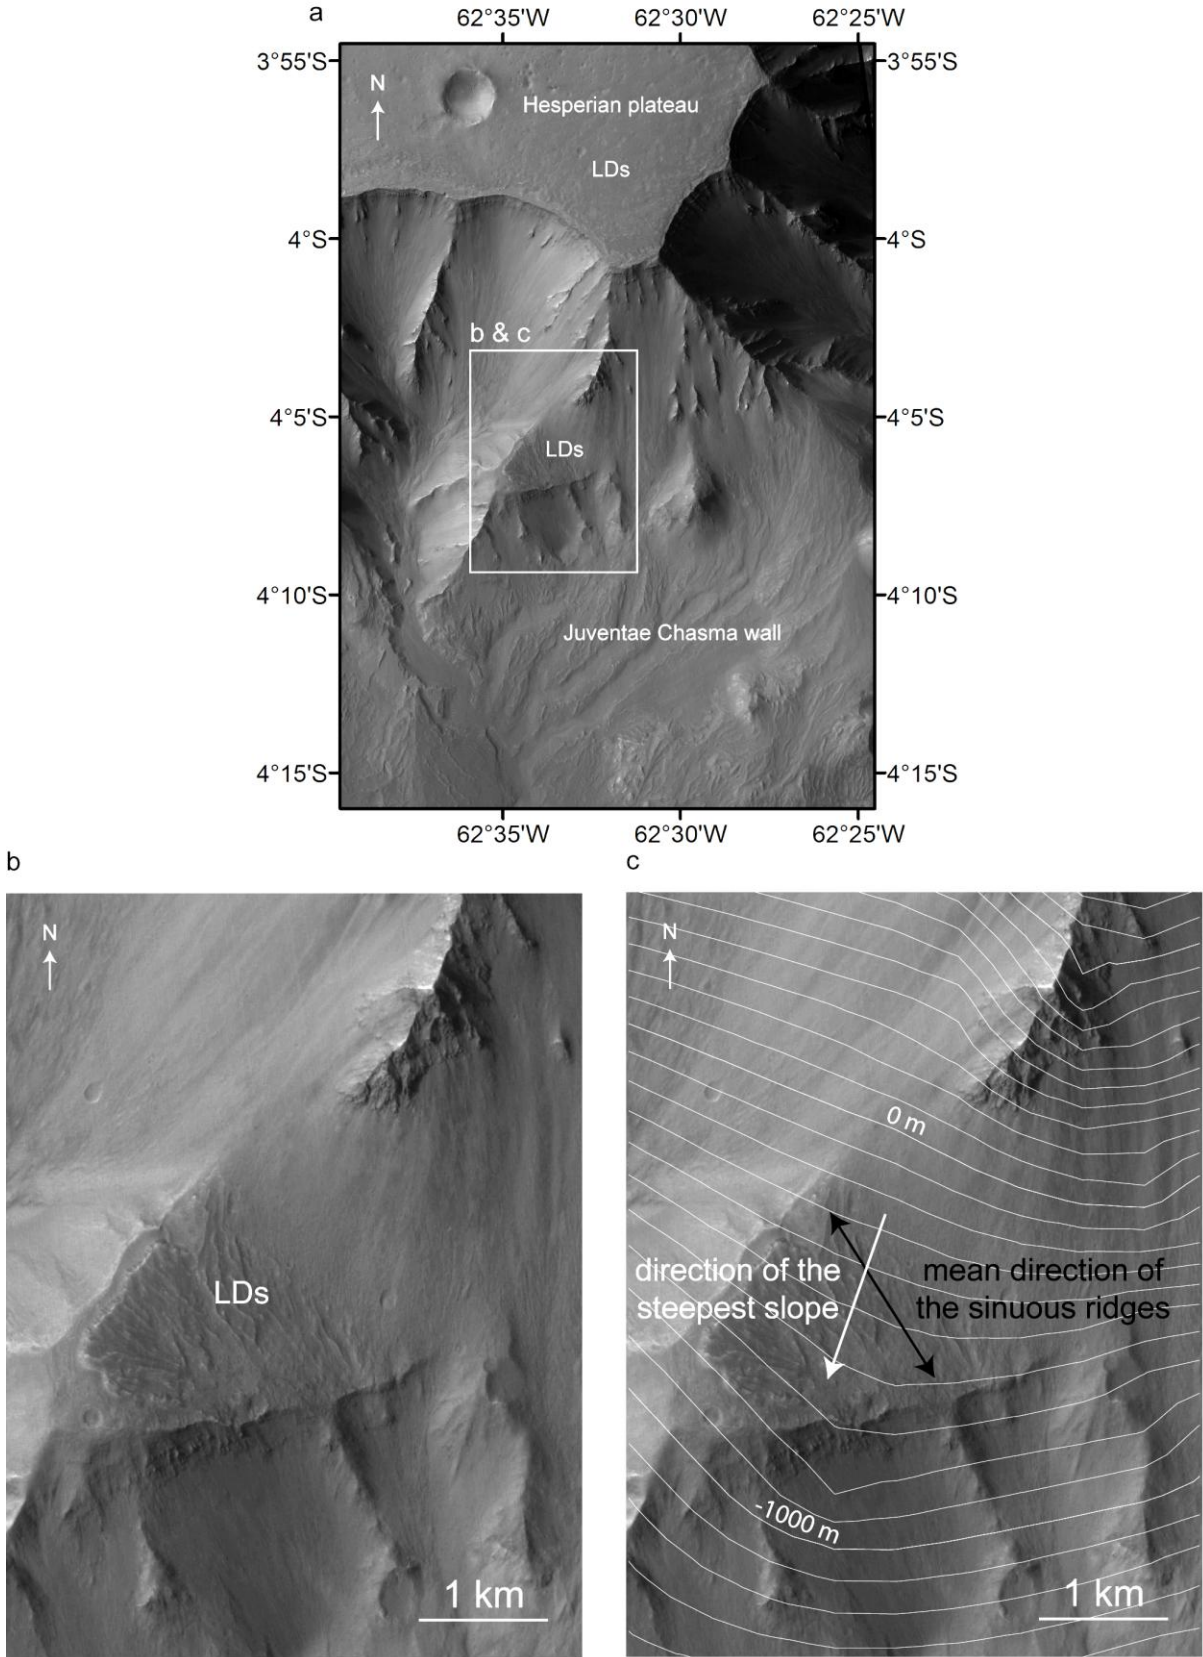 a
62°35'W 62°30'W 62°25'W
3°55'S 3°55'S
N
Hesperian plateau
LDs
4°S 4°S
b & c
4°5'S 4°5'S
LDs
4°10'S 4°10'S
Juventae Chasma wall
4°15'S 4°15'S
62°35'W 62°30'W 62°25'W
b
N
LDs
1 km
c
N
0 m
direction of the
steepest slope
mean direction of
the sinuous ridges
-1000 m
1 km